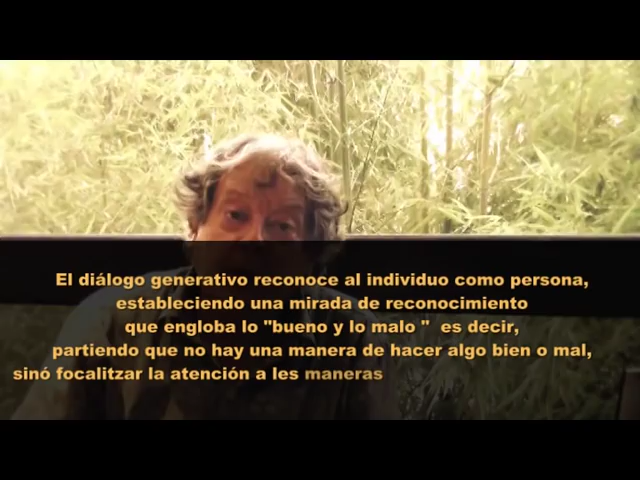 El diálogo generativo reconoce al individuo como persona,
estableciendo una mirada de reconocimiento
que engloba lo "bueno y lo malo " es decir,
partiendo que no hay una manera de hacer algo bien o mal,
sinó focalitzar la atención a les maneras